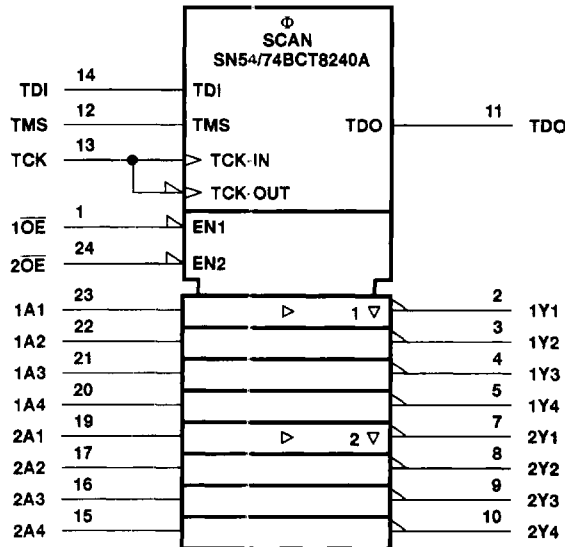 Φ
SCAN
SN54/74BCT8240A
TDI 14 TDI
TMS 12 TMS TDO 11 TDO
TCK 13 TCK-IN
TCK-OUT
1O̅E̅ 1 EN1
2O̅E̅ 24 EN2
1A1 23 ▷ 1 ▽ 2 1Y1
1A2 22 3 1Y2
1A3 21 4 1Y3
1A4 20 5 1Y4
2A1 19 ▷ 2 ▽ 7 2Y1
2A2 17 8 2Y2
2A3 16 9 2Y3
2A4 15 10 2Y4